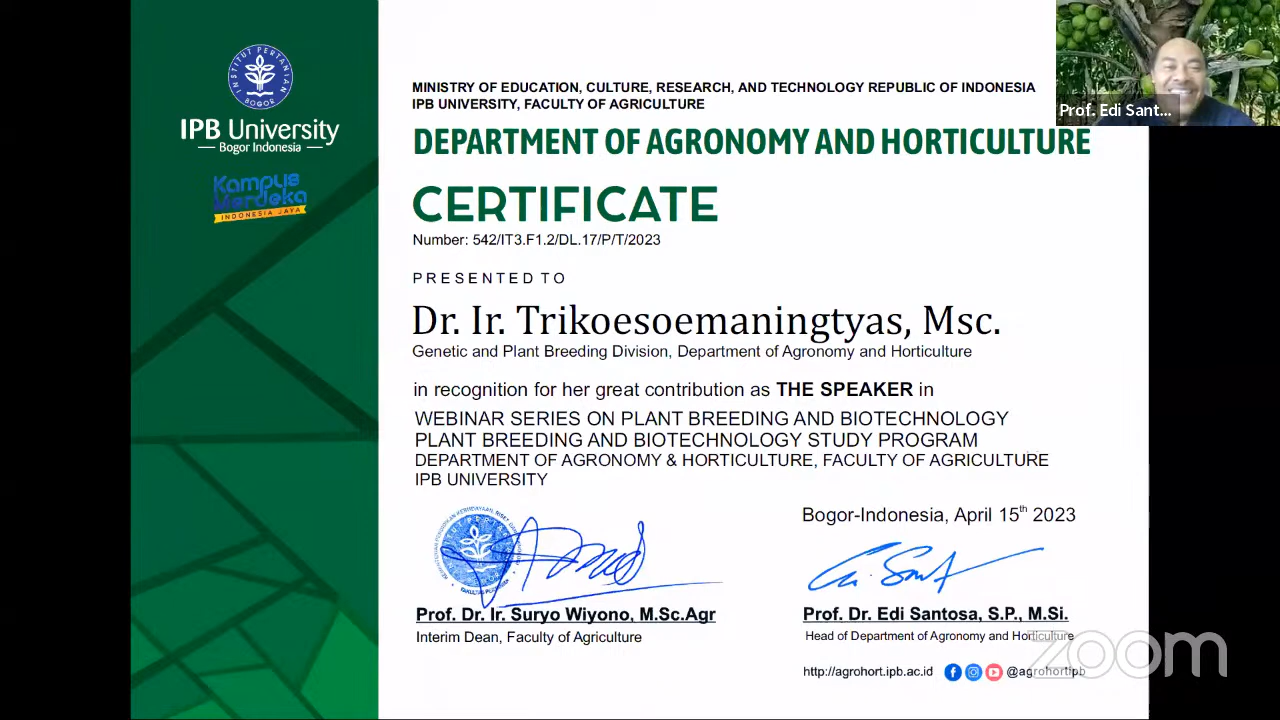 INSTITUT PERTANIAN
BOGOR
IPB University
Bogor Indonesia
Kampus
Merdeka
INDONESIA JAYA
MINISTRY OF EDUCATION, CULTURE, RESEARCH, AND TECHNOLOGY REPUBLIC OF INDONESIA
IPB UNIVERSITY, FACULTY OF AGRICULTURE
DEPARTMENT OF AGRONOMY AND HORTICULTURE
CERTIFICATE
Number: 542/IT3.F1.2/DL.17/P/T/2023
PRESENTED TO
Dr. Ir. Trikoesoemaningtyas, Msc.
Genetic and Plant Breeding Division, Department of Agronomy and Horticulture
in recognition for her great contribution as THE SPEAKER in
WEBINAR SERIES ON PLANT BREEDING AND BIOTECHNOLOGY
PLANT BREEDING AND BIOTECHNOLOGY STUDY PROGRAM
DEPARTMENT OF AGRONOMY & HORTICULTURE, FACULTY OF AGRICULTURE
IPB UNIVERSITY
Bogor-Indonesia, April 15th 2023
Prof. Dr. Ir. Suryo Wiyono, M.Sc.Agr
Interim Dean, Faculty of Agriculture
Prof. Dr. Edi Santosa, S.P., M.Si.
Head of Department of Agronomy and Horticulture
http://agrohort.ipb.ac.id @agrohortipb
Prof. Edi Sant...
zoom